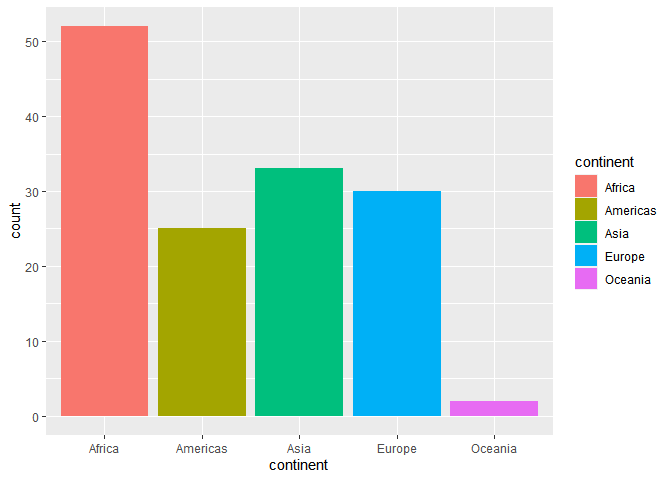 50
40
30
20
10
0
count
Africa
Americas
Asia
Europe
Oceania
continent
continent
Africa
Americas
Asia
Europe
Oceania